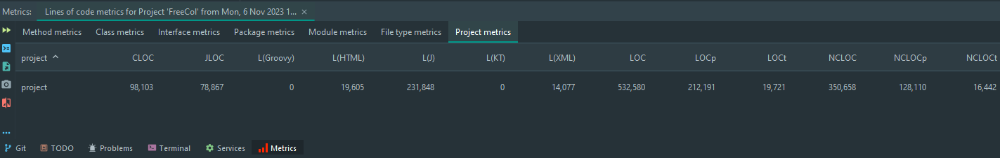 Metrics: Lines of code metrics for Project 'FreeCol' from Mon, 6 Nov 2023 1... ×
Method metrics Class metrics Interface metrics Package metrics Module metrics File type metrics Project metrics
project CLOC JLOC L(Groovy) L(HTML) L(J) L(KT) L(XML) LOC LOCp LOCt NCLOC NCLOCp NCLOCt
project 98,103 78,867 0 19,605 231,848 0 14,077 532,580 212,191 19,721 350,658 128,110 16,442
Git TODO Problems Terminal Services Metrics